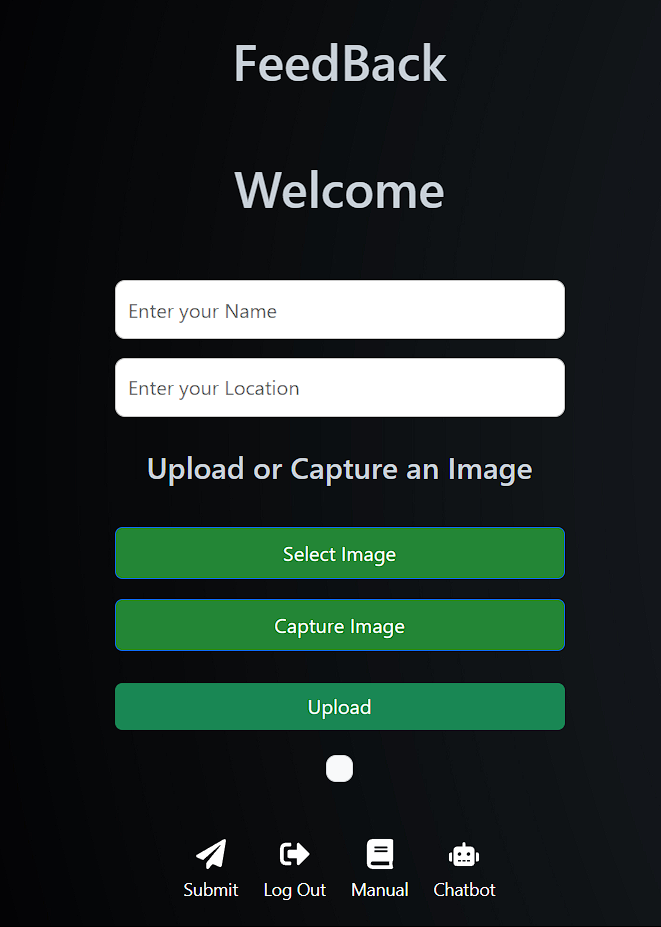 FeedBack
Welcome
Enter your Name
Enter your Location
Upload or Capture an Image
Select Image
Capture Image
Upload
Submit Log Out Manual Chatbot